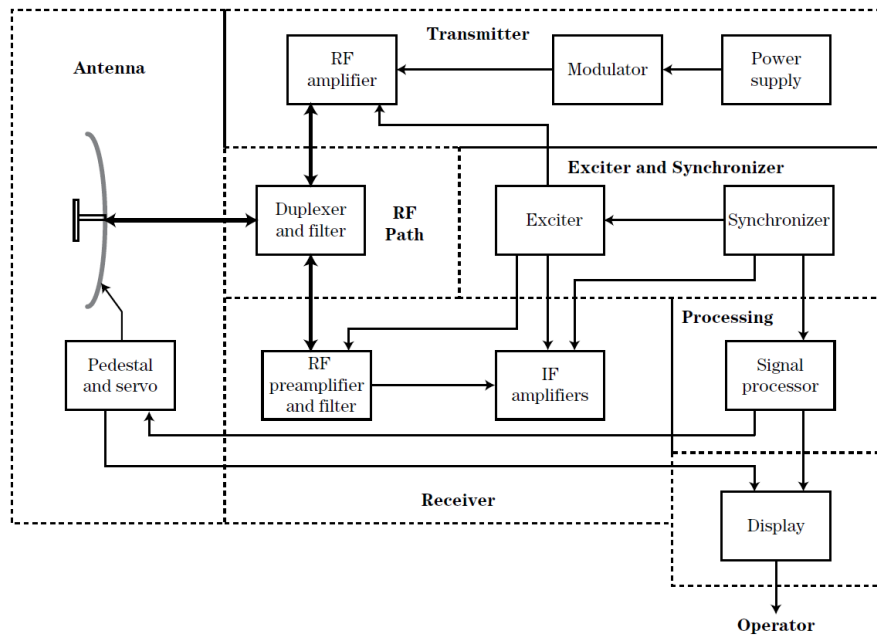 Transmitter
Antenna
RF
amplifier
Modulator
Power
supply
Exciter and Synchronizer
Duplexer
and filter
RF
Path
Exciter
Synchronizer
Processing
Pedestal
and servo
RF
preamplifier
and filter
IF
amplifiers
Signal
processor
Receiver
Display
Operator